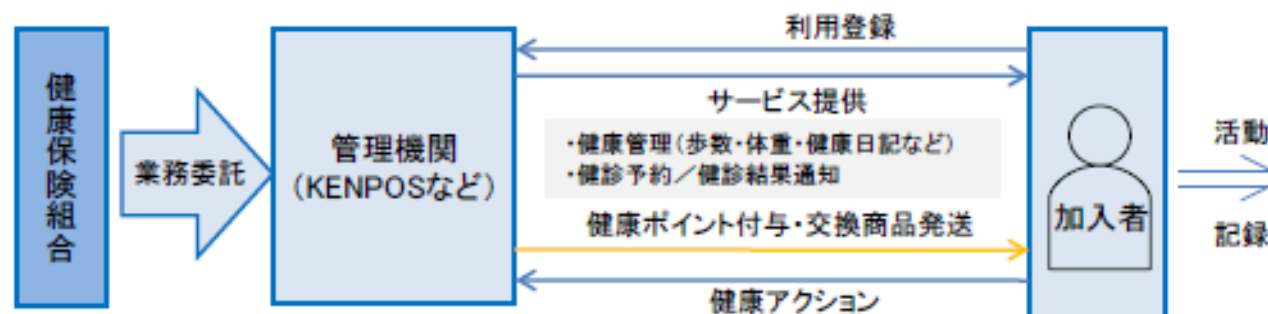 健康保険組合
業務委託
管理機関
（KENPOSなど）
利用登録
サービス提供
・健康管理（歩数・体重・健康日記など）
・健診予約／健診結果通知
健康ポイント付与・交換商品発送
健康アクション
加入者
活動
記録